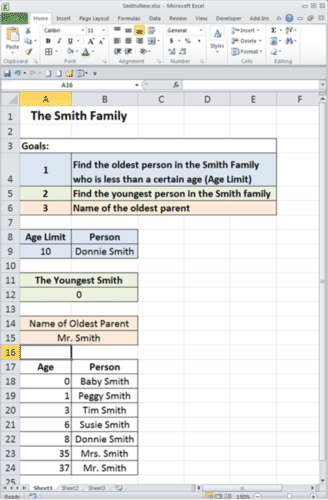 SmithsNew.xlsx - Microsoft Excel
Home Insert Page Layout Formulas Data Review View Developer Add-Ins
Paste
Calibri 11
General
Styles
Insert
Delete
Format
Clipboard Font Alignment Number Cells Editing
A16
A B C D E F
1 The Smith Family
2
3 Goals:
4 1 Find the oldest person in the Smith Family
who is less than a certain age (Age Limit)
5 2 Find the youngest person in the Smith family
6 3 Name of the oldest parent
7
8 Age Limit Person
9 10 Donnie Smith
10
11 The Youngest Smith
12 0
13
14 Name of Oldest Parent
15 Mr. Smith
16
17 Age Person
18 0 Baby Smith
19 1 Peggy Smith
20 3 Tim Smith
21 6 Susie Smith
22 8 Donnie Smith
23 35 Mrs. Smith
24 37 Mr. Smith
25
Sheet1 Sheet2 Sheet3
Ready 150%